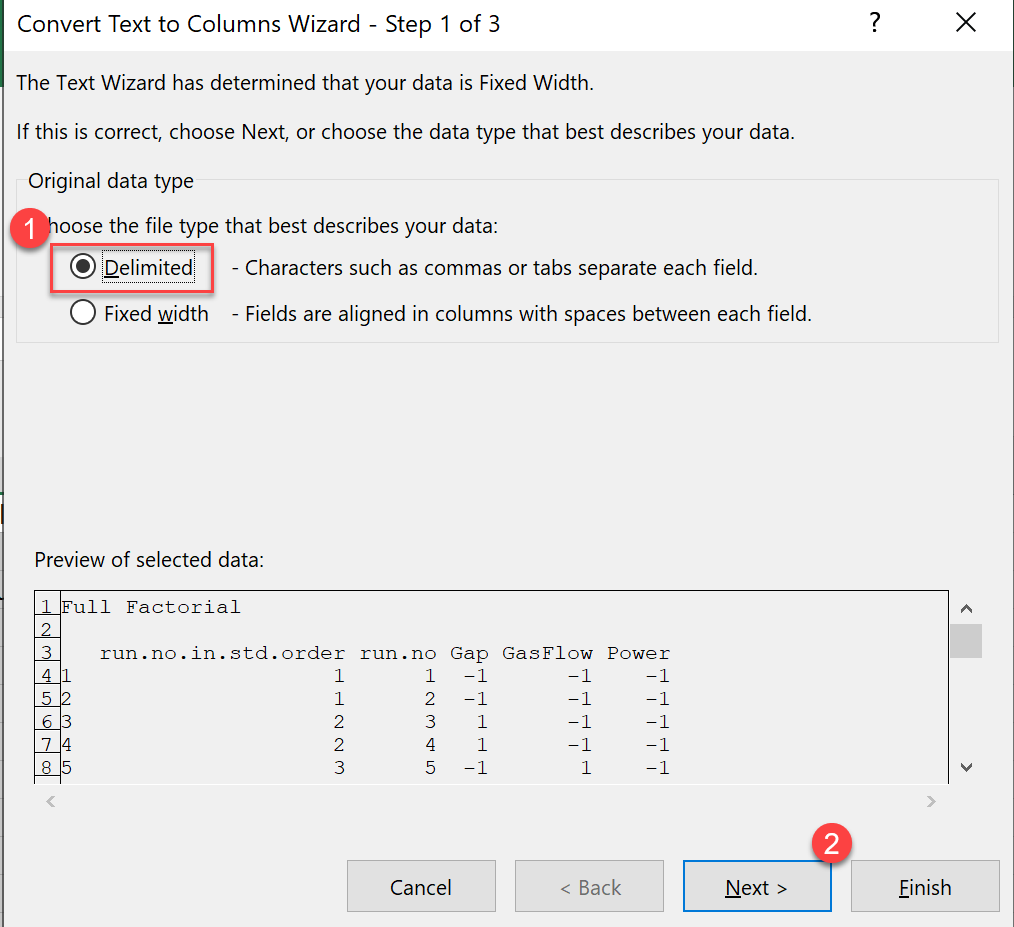 Convert Text to Columns Wizard - Step 1 of 3 ?
The Text Wizard has determined that your data is Fixed Width.
If this is correct, choose Next, or choose the data type that best describes your data.
Original data type
1 hoose the file type that best describes your data:
Delimited - Characters such as commas or tabs separate each field.
Fixed width - Fields are aligned in columns with spaces between each field.
Preview of selected data:
1 Full Factorial
2
3 run.no.in.std.order run.no Gap GasFlow Power
4 1 1 1 -1 -1 -1
5 2 1 2 -1 -1 -1
6 3 2 3 1 -1 -1
7 4 2 4 1 -1 -1
8 5 3 5 -1 1 -1
2
Cancel < Back Next > Finish